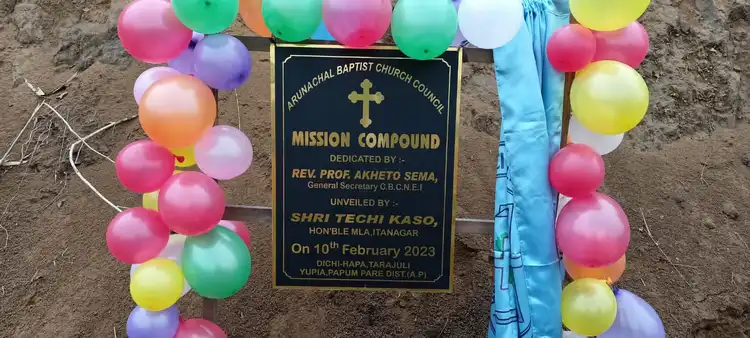 ARUNACHAL BAPTIST CHURCH COUNCIL
MISSION COMPOUND
DEDICATED BY :-
REV. PROF. AKHETO SEMA,
General Secretary C.B.C.N.E.I
UNVEILED BY :-
SHRI TECHI KASO,
HON'BLE MLA,ITANAGAR
On 10th February 2023
DICHI-HAPA,TARAJULI
YUPIA,PAPUM PARE DIST.(A.P)